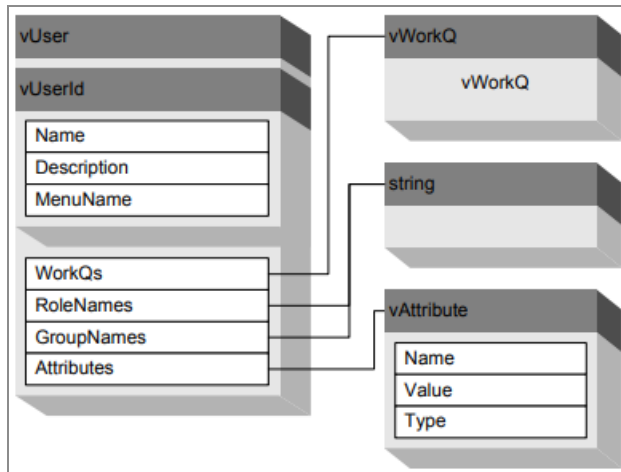 vUser
vUserId
Name
Description
MenuName
WorkQs
RoleNames
GroupNames
Attributes
vWorkQ
vWorkQ
string
vAttribute
Name
Value
Type